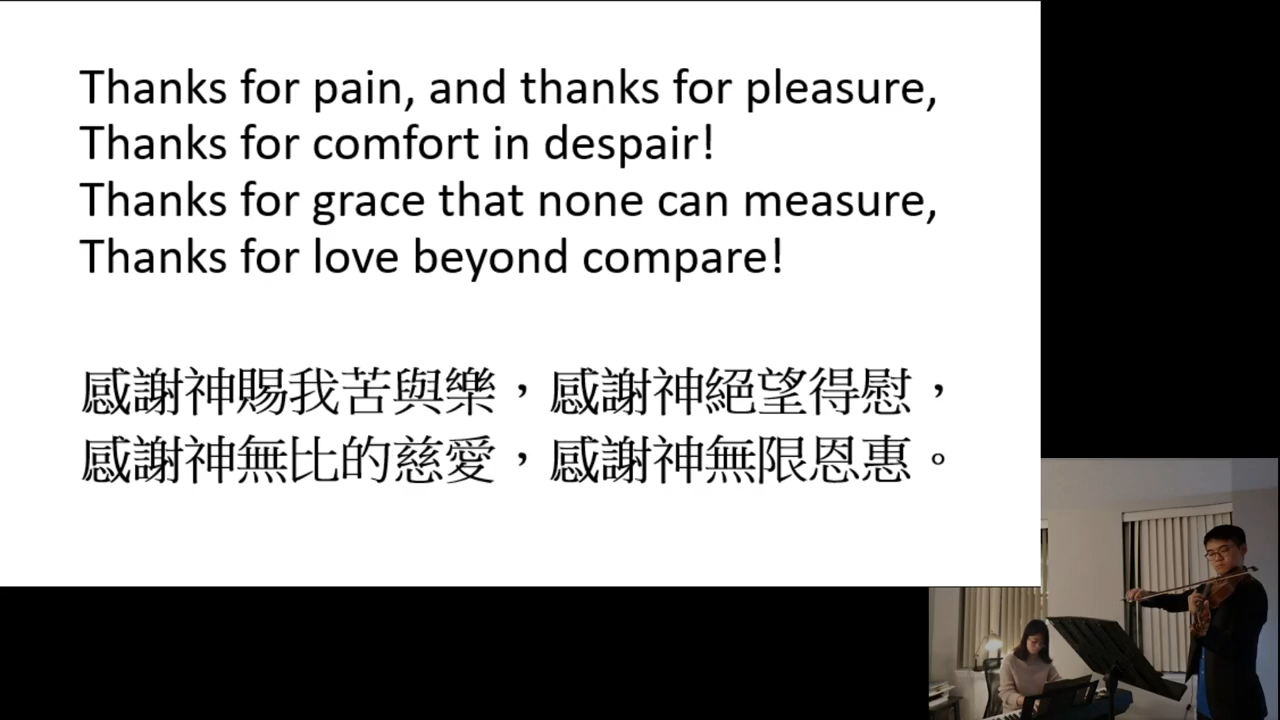 Thanks for pain, and thanks for pleasure,
Thanks for comfort in despair!
Thanks for grace that none can measure,
Thanks for love beyond compare!
感謝神賜我苦與樂，感謝神絕望得慰，
感謝神無比的慈愛，感謝神無限恩惠。